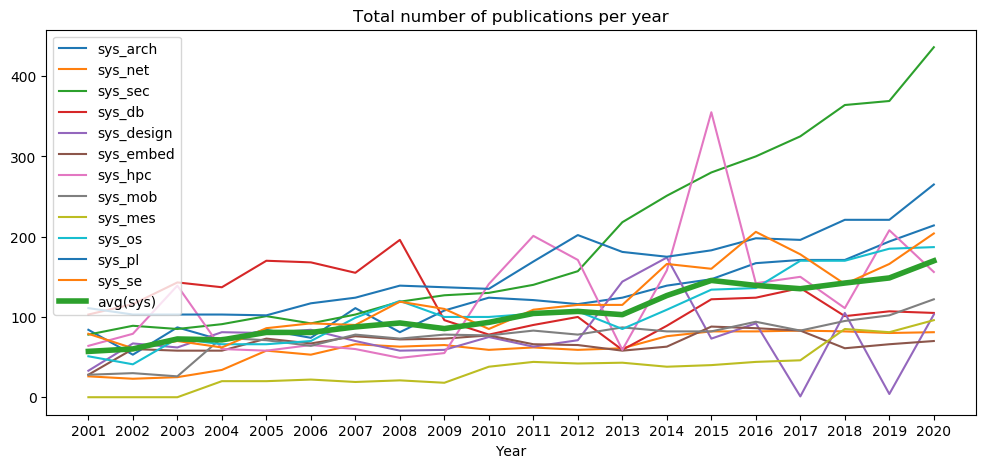 Total number of publications per year
sys_arch
sys_net
sys_sec
sys_db
sys_design
sys_embed
sys_hpc
sys_mob
sys_mes
sys_os
sys_pl
sys_se
avg(sys)
400
300
200
100
0
2001 2002 2003 2004 2005 2006 2007 2008 2009 2010 2011 2012 2013 2014 2015 2016 2017 2018 2019 2020
Year